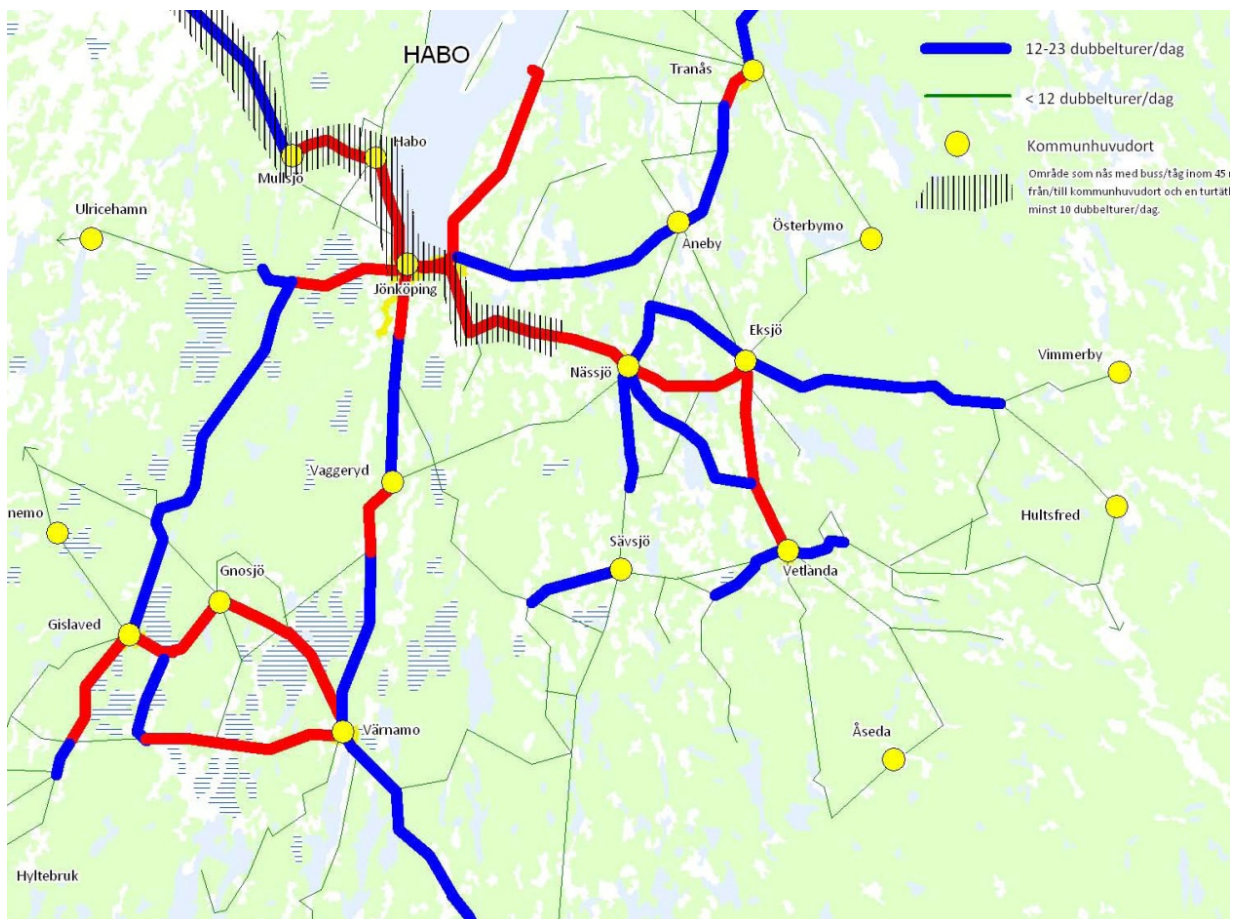 HABO
Tranås
12-23 dubbelturer/dag
< 12 dubbelturer/dag
Kommunhuvudort
Område som nås med buss/tåg inom 45
från/till kommunhuvudort och en turtätl
minst 10 dubbelturer/dag.
Habo
Mullsjö
Ulricehamn
Österbymo
Aneby
Jönköping
Eksjö
Vimmerby
Nässjö
Vaggeryd
nemo
Hultsfred
Sävsjö
Vetlanda
Gnosjö
Gislaved
Värnamo
Åseda
Hyltebruk